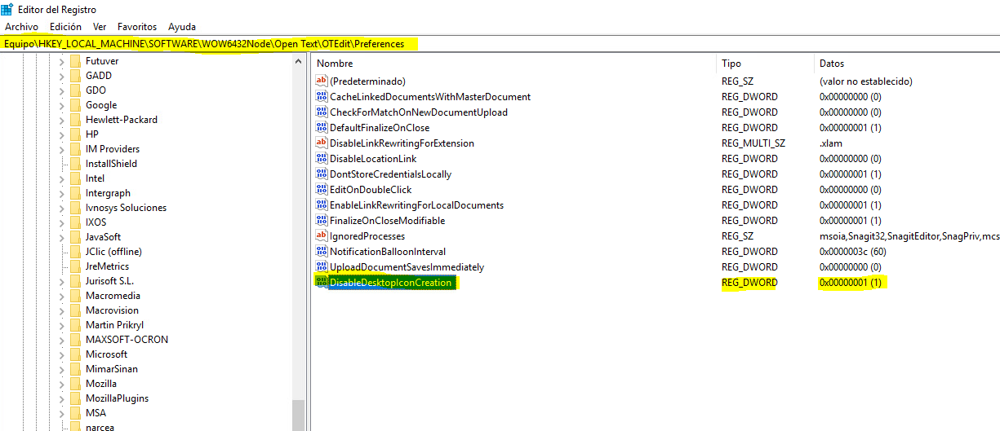 Editor del Registro
Archivo Edición Ver Favoritos Ayuda
Equipo\HKEY_LOCAL_MACHINE\SOFTWARE\WOW6432Node\Open Text\OTEdit\Preferences
Futuver
GADD
GDO
Google
Hewlett-Packard
HP
IM Providers
InstallShield
Intel
Intergraph
Ivnosys Soluciones
IXOS
JavaSoft
JClic (offline)
JreMetrics
Jurisoft S.L.
Macromedia
Macrovision
Martin Prikryl
MAXSOFT-OCRON
Microsoft
MimarSinan
Mozilla
MozillaPlugins
MSA
narcea
Nombre Tipo Datos
(Predeterminado) REG_SZ (valor no establecido)
CacheLinkedDocumentsWithMasterDocument REG_DWORD 0x00000000 (0)
CheckForMatchOnNewDocumentUpload REG_DWORD 0x00000000 (0)
DefaultFinalizeOnClose REG_DWORD 0x00000001 (1)
DisableLinkRewritingForExtension REG_MULTI_SZ .xlam
DisableLocationLink REG_DWORD 0x00000000 (0)
DontStoreCredentialsLocally REG_DWORD 0x00000001 (1)
EditOnDoubleClick REG_DWORD 0x00000000 (0)
EnableLinkRewritingForLocalDocuments REG_DWORD 0x00000001 (1)
FinalizeOnCloseModifiable REG_DWORD 0x00000001 (1)
IgnoredProcesses REG_SZ msoia,Snagit32,SnagitEditor,SnagPriv,mcs
NotificationBalloonInterval REG_DWORD 0x0000003c (60)
UploadDocumentSavesImmediately REG_DWORD 0x00000000 (0)
DisableDesktopIconCreation REG_DWORD 0x00000001 (1)